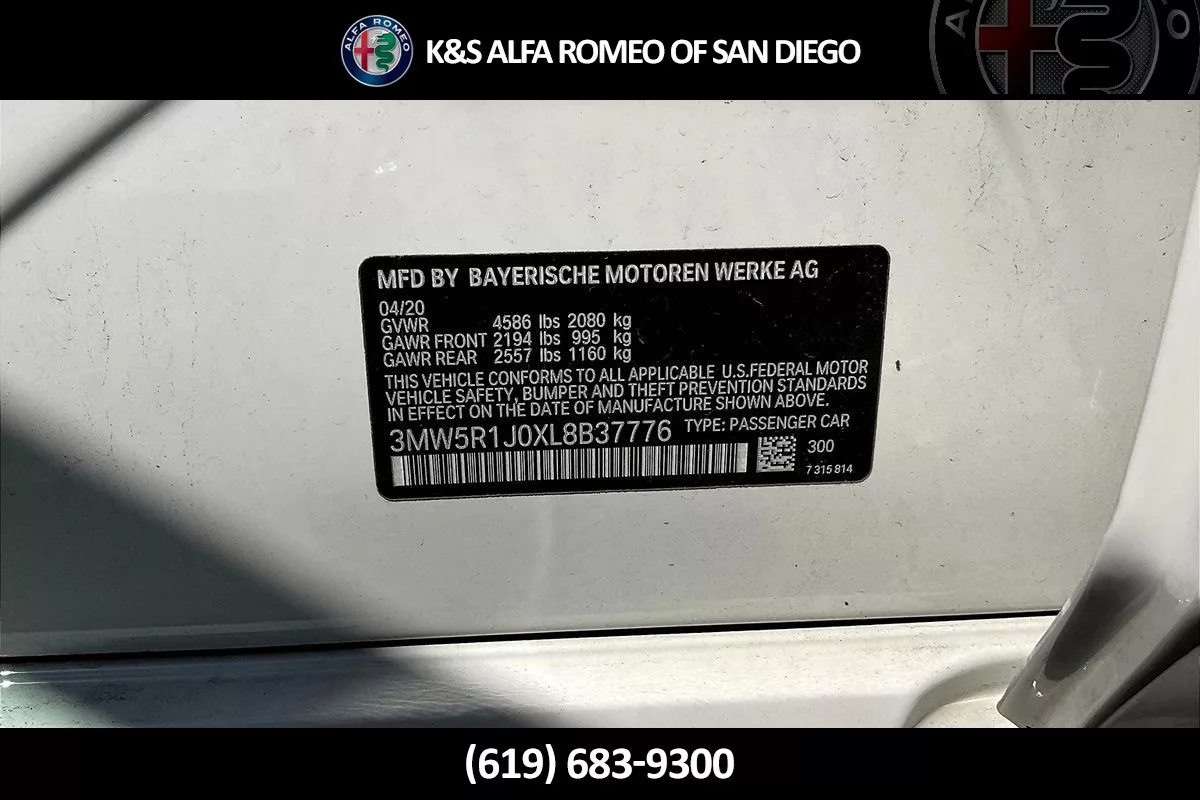 ALFA ROMEO
K&S ALFA ROMEO OF SAN DIEGO
MFD BY BAYERISCHE MOTOREN WERKE AG
04/20
GVWR 4586 lbs 2080 kg
GAWR FRONT 2194 lbs 995 kg
GAWR REAR 2557 lbs 1160 kg
THIS VEHICLE CONFORMS TO ALL APPLICABLE U.S.FEDERAL MOTOR
VEHICLE SAFETY, BUMPER AND THEFT PREVENTION STANDARDS
IN EFFECT ON THE DATE OF MANUFACTURE SHOWN ABOVE.
3MW5R1J0XL8B37776 TYPE: PASSENGER CAR
300
7 315 814
(619) 683-9300